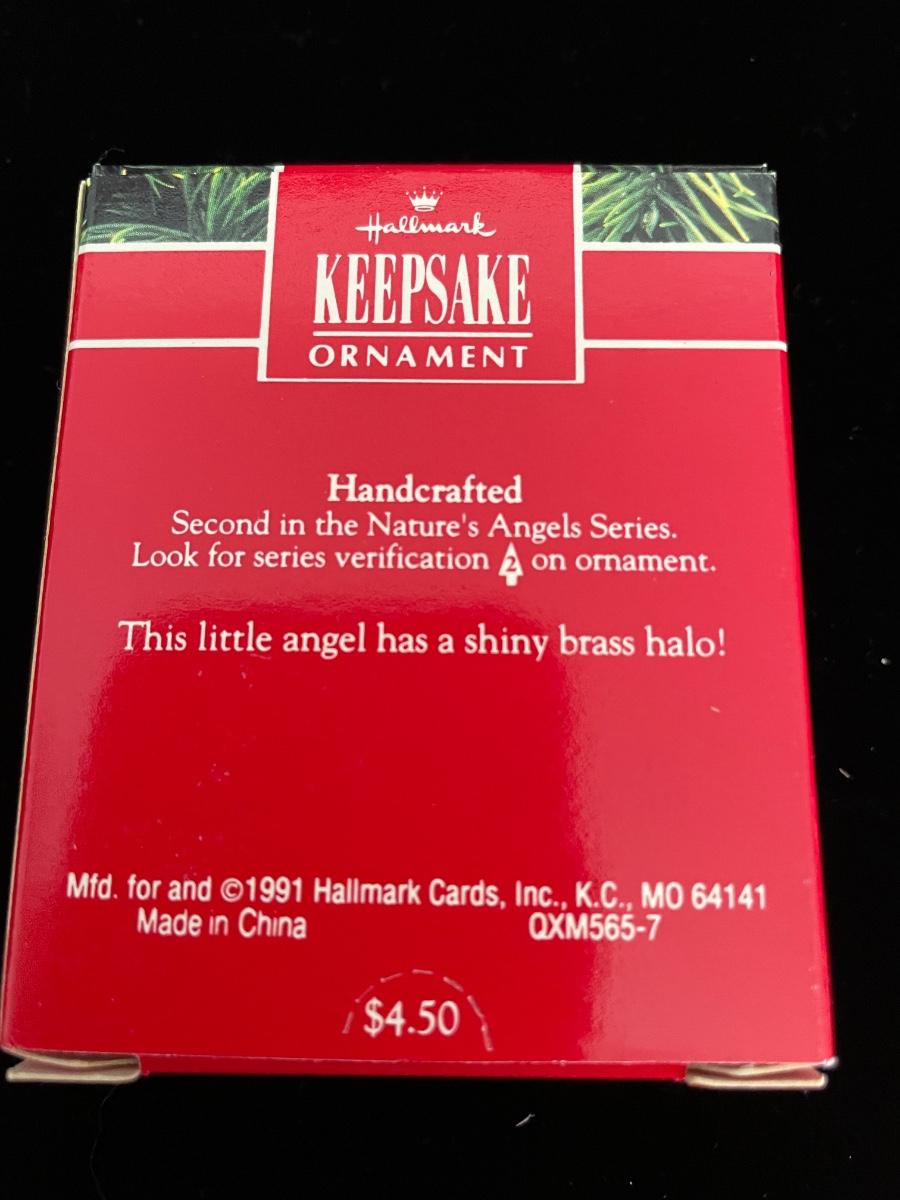 Hallmark
KEEPSAKE
ORNAMENT
Handcrafted
Second in the Nature's Angels Series.
Look for series verification 2 on ornament.
This little angel has a shiny brass halo!
Mfd. for and ©1991 Hallmark Cards, Inc., K.C., MO 64141
Made in China QXM565-7
$4.50